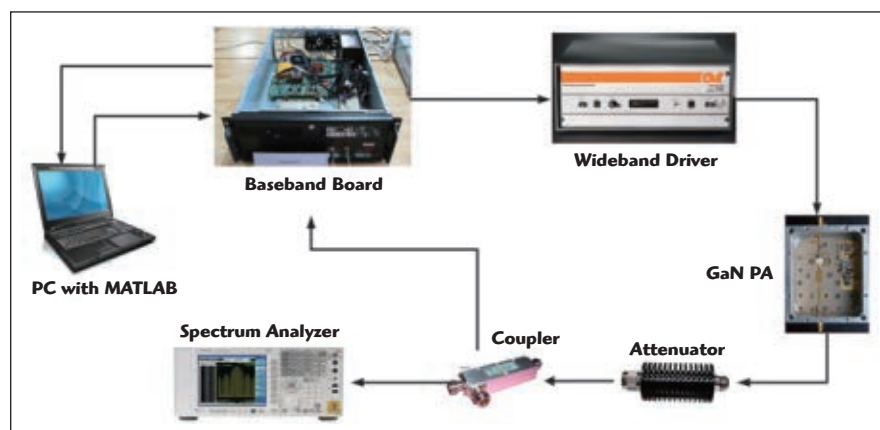 Baseband Board
Wideband Driver
PC with MATLAB
GaN PA
Spectrum Analyzer
Coupler
Attenuator